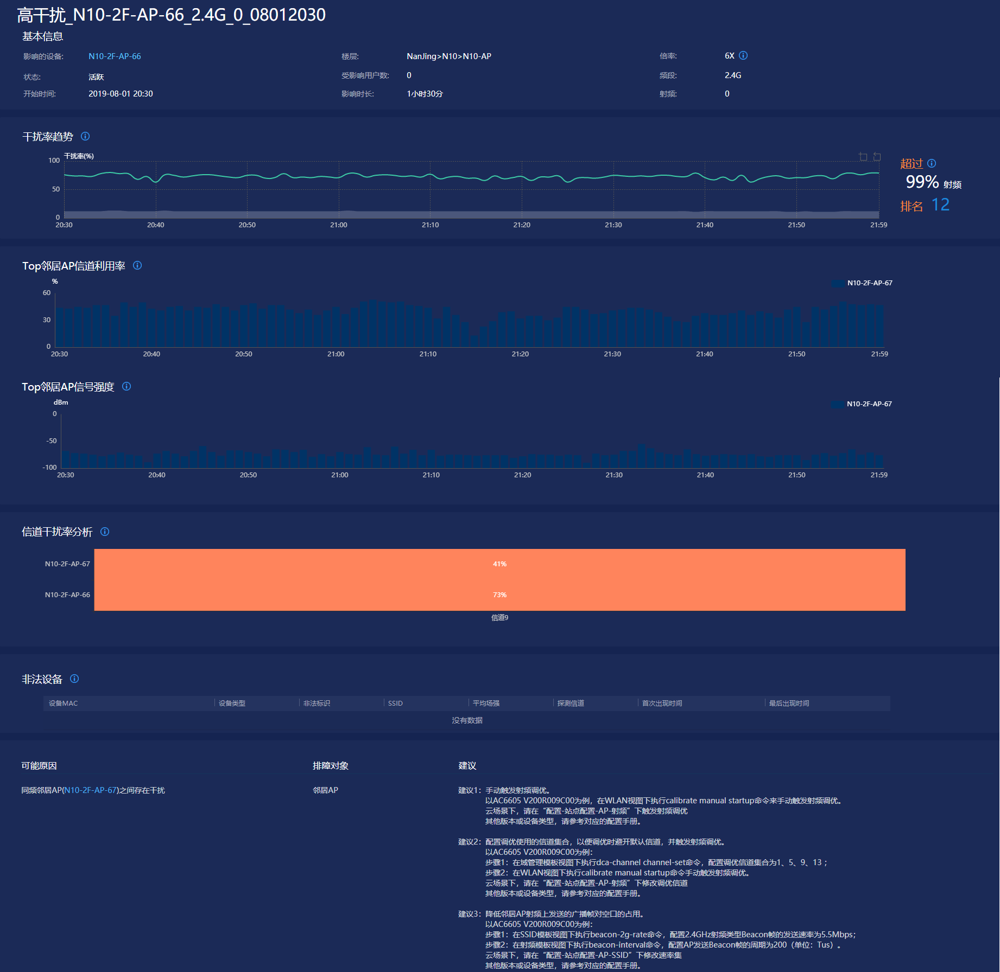 高干扰_N10-2F-AP-66_2.4G_0_08012030
基本信息
影响的设备: N10-2F-AP-66 楼层: NanJing>N10>N10-AP 倍率: 6X
状态: 活跃 受影响用户数: 0 频段: 2.4G
开始时间: 2019-08-01 20:30 影响时长: 1小时30分 射频: 0
干扰率趋势
干扰率(%)
100
50
0
20:30 20:40 20:50 21:00 21:10 21:20 21:30 21:40 21:50 21:59
超过
99% 射频
排名 12
Top邻居AP信道利用率
%
N10-2F-AP-67
60
30
0
20:30 20:40 20:50 21:00 21:10 21:20 21:30 21:40 21:50 21:59
Top邻居AP信号强度
dBm
N10-2F-AP-67
0
-50
-100
20:30 20:40 20:50 21:00 21:10 21:20 21:30 21:40 21:50 21:59
信道干扰率分析
N10-2F-AP-67 41%
N10-2F-AP-66 73%
信道9
非法设备
设备MAC 设备类型 非法标识 SSID 平均场强 探测信道 首次出现时间 最后出现时间
没有数据
可能原因 排障对象 建议
同频邻居AP(N10-2F-AP-67)之间存在干扰 邻居AP 建议1：手动触发射频调优。
以AC6605 V200R009C00为例，在WLAN视图下执行calibrate manual startup命令来手动触发射频调优。
云场景下，请在“配置-站点配置-AP-射频”下触发射频调优
其他版本或设备类型，请参考对应的配置手册。
建议2：配置调优使用的信道集合，以便调优时避开默认信道，并触发射频调优。
以AC6605 V200R009C00为例：
步骤1：在域管理模板视图下执行dca-channel channel-set命令，配置调优信道集合为1、5、9、13；
步骤2：在WLAN视图下执行calibrate manual startup命令手动触发射频调优。
云场景下，请在“配置-站点配置-AP-射频”下修改调优信道
其他版本或设备类型，请参考对应的配置手册。
建议3：降低邻居AP射频上发送的广播帧对空口的占用。
以AC6605 V200R009C00为例：
步骤1：在SSID模板视图下执行beacon-2g-rate命令，配置2.4GHz射频类型Beacon帧的发送速率为5.5Mbps；
步骤2：在射频模板视图下执行beacon-interval命令，配置AP发送Beacon帧的周期为200（单位：Tus）。
云场景下，请在“配置-站点配置-AP-SSID”下修改速率集
其他版本或设备类型，请参考对应的配置手册。